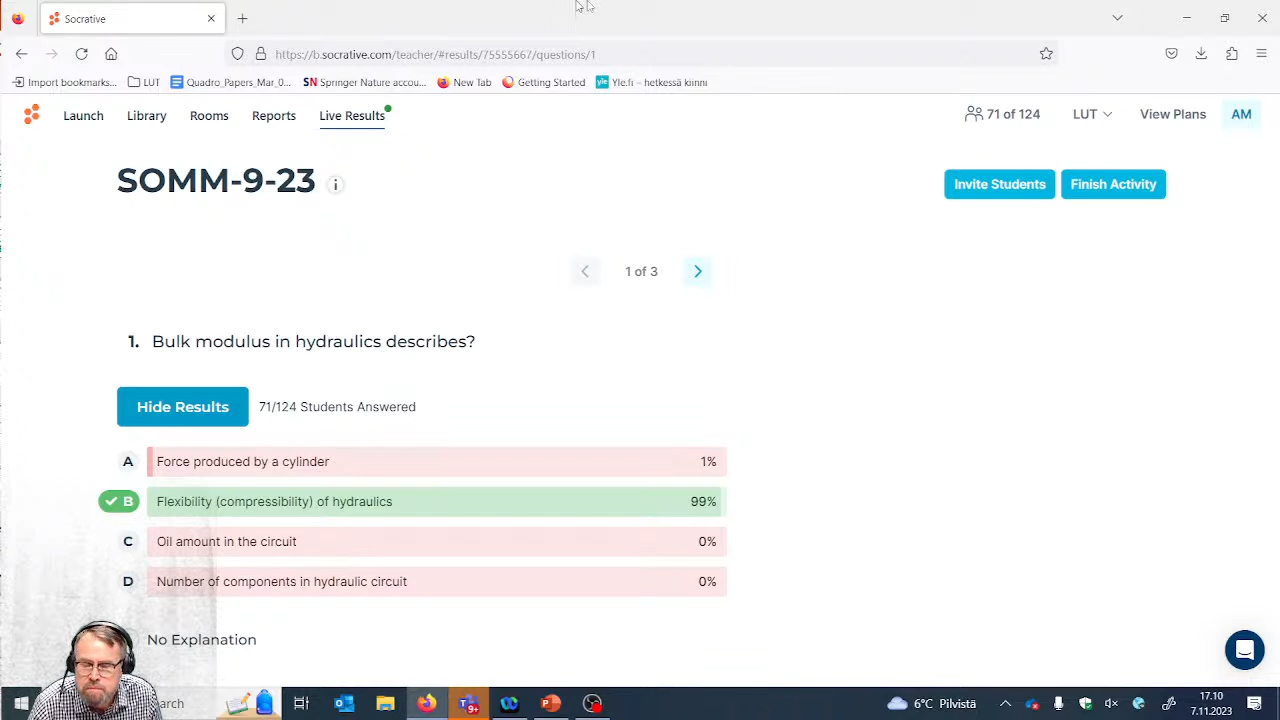 Socrative
https://b.socrative.com/teacher/#results/75555667/questions/1
Import bookmarks...
LUT
Quadro_Papers_Mar_0...
SN Springer Nature accou...
New Tab
Getting Started
yle Yle.fi – hetkessä kiinni
Launch
Library
Rooms
Reports
Live Results
71 of 124
LUT
View Plans
AM
SOMM-9-23
Invite Students
Finish Activity
1 of 3
1. Bulk modulus in hydraulics describes?
Hide Results
71/124 Students Answered
A Force produced by a cylinder 1%
B Flexibility (compressibility) of hydraulics 99%
C Oil amount in the circuit 0%
D Number of components in hydraulic circuit 0%
No Explanation
6°C Pilvistä
17.10
7.11.2023